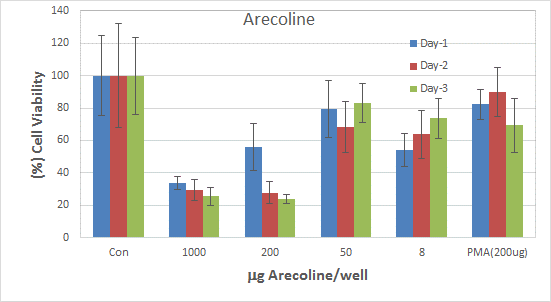 Arecoline
140
120
100
80
60
40
20
0
(%) Cell Viability
Day-1
Day-2
Day-3
Con 1000 200 50 8 PMA(200ug)
µg Arecoline/well